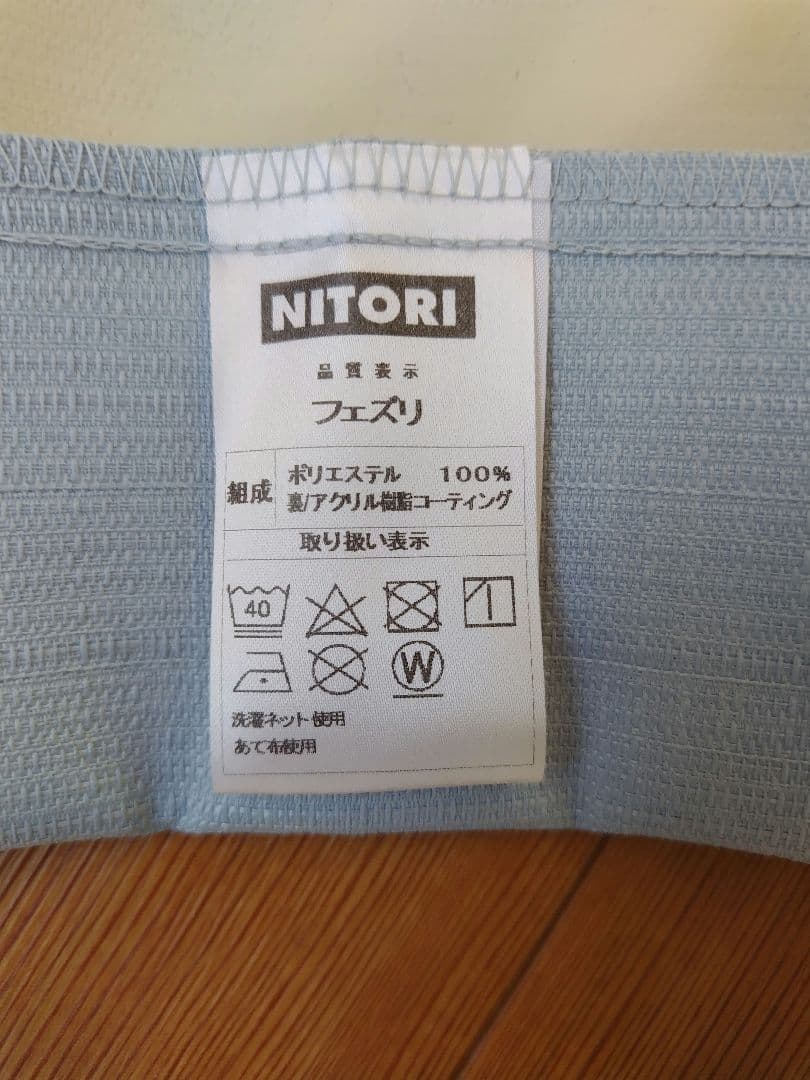 NITORI
品質表示
フェズリ
組成
ポリエステル 100%
裏/アクリル樹脂コーティング
取り扱い表示
40
W
洗濯ネット使用
あて布使用